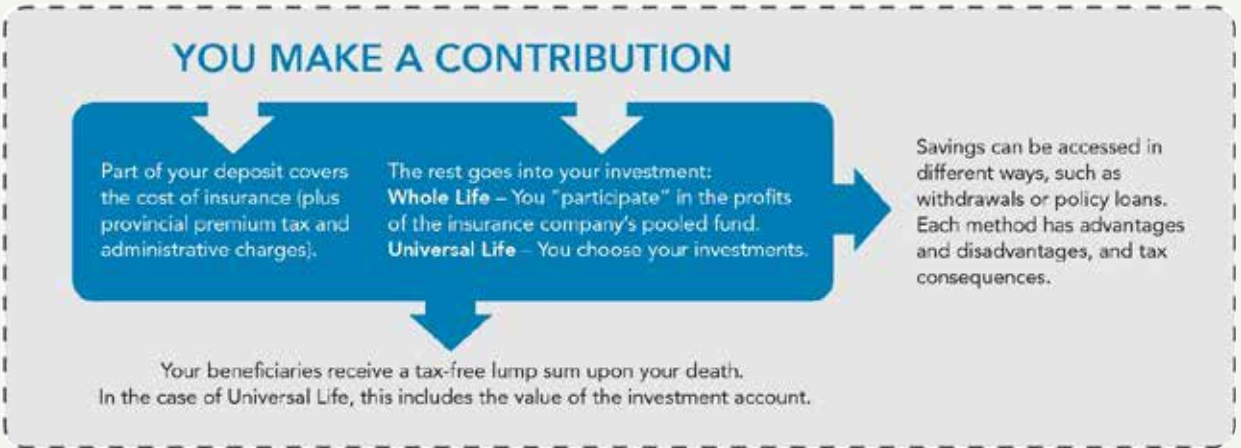 YOU MAKE A CONTRIBUTION
Part of your deposit covers
the cost of insurance (plus
provincial premium tax and
administrative charges).
The rest goes into your investment:
Whole Life – You "participate" in the profits
of the insurance company's pooled fund.
Universal Life – You choose your investments.
Savings can be accessed in
different ways, such as
withdrawals or policy loans.
Each method has advantages
and disadvantages, and tax
consequences.
Your beneficiaries receive a tax-free lump sum upon your death.
In the case of Universal Life, this includes the value of the investment account.